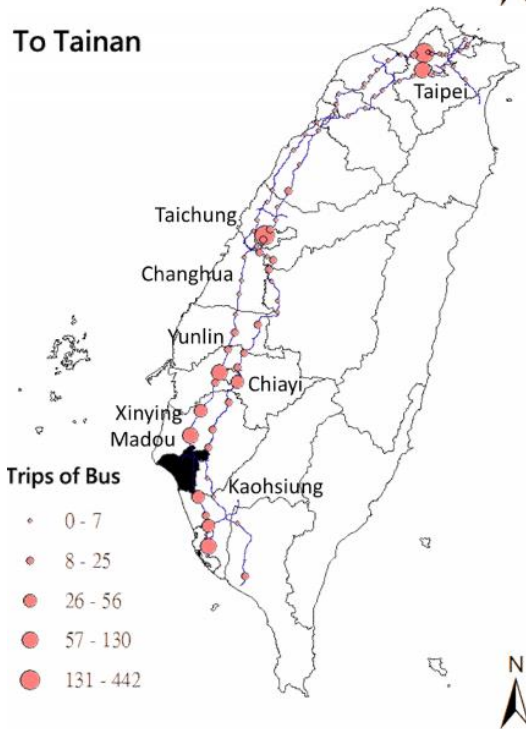 To Tainan
Taipei
Taichung
Changhua
Yunlin
Chiayi
Xinying
Madou
Kaohsiung
Trips of Bus
0 - 7
8 - 25
26 - 56
57 - 130
131 - 442
N